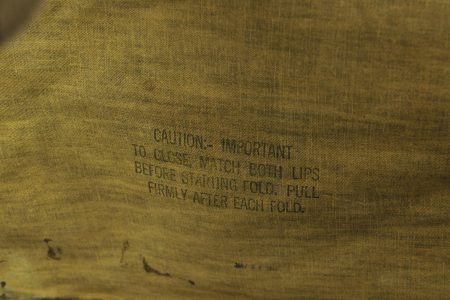 CAUTION:- IMPORTANT
TO CLOSE, MATCH BOTH LIPS
BEFORE STARTING FOLD. PULL
FIRMLY AFTER EACH FOLD.